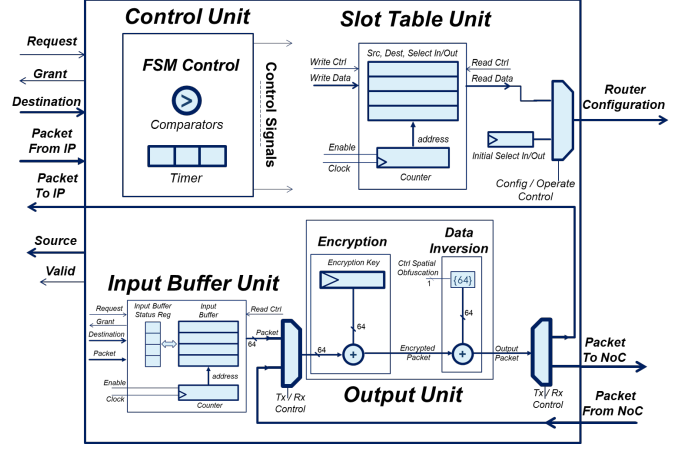 Control Unit
Slot Table Unit
Request
Grant
Destination
Packet
From IP
Packet
To IP
Source
Valid
FSM Control
>
Comparators
Timer
Control Signals
Src, Dest, Select In/Out
Write Ctrl
Write Data
Read Ctrl
Read Data
address
Enable
Clock
Counter
Initial Select In/Out
Config / Operate
Control
Router
Configuration
Input Buffer Unit
Request
Grant
Destination
Packet
Input Buffer
Status Reg
Input
Buffer
Read Ctrl
Packet
64
address
Enable
Clock
Counter
Tx / Rx
Control
Encryption
Encryption Key
64
64
+
Encrypted
Packet
Data
Inversion
Ctrl Spatial
Obfuscation
1
{64}
64
+
Output
Packet
Output Unit
Tx / Rx
Control
Packet
To NoC
Packet
From NoC